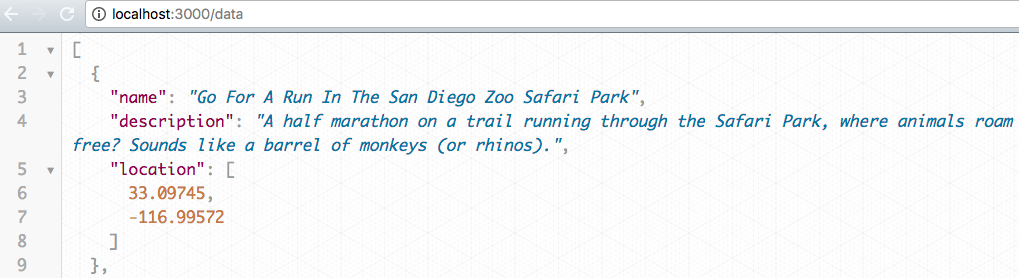 localhost:3000/data
1 [
2 {
3 "name": "Go For A Run In The San Diego Zoo Safari Park",
4 "description": "A half marathon on a trail running through the Safari Park, where animals roam
free? Sounds like a barrel of monkeys (or rhinos).",
5 "location": [
6 33.09745,
7 -116.99572
8 ]
9 },